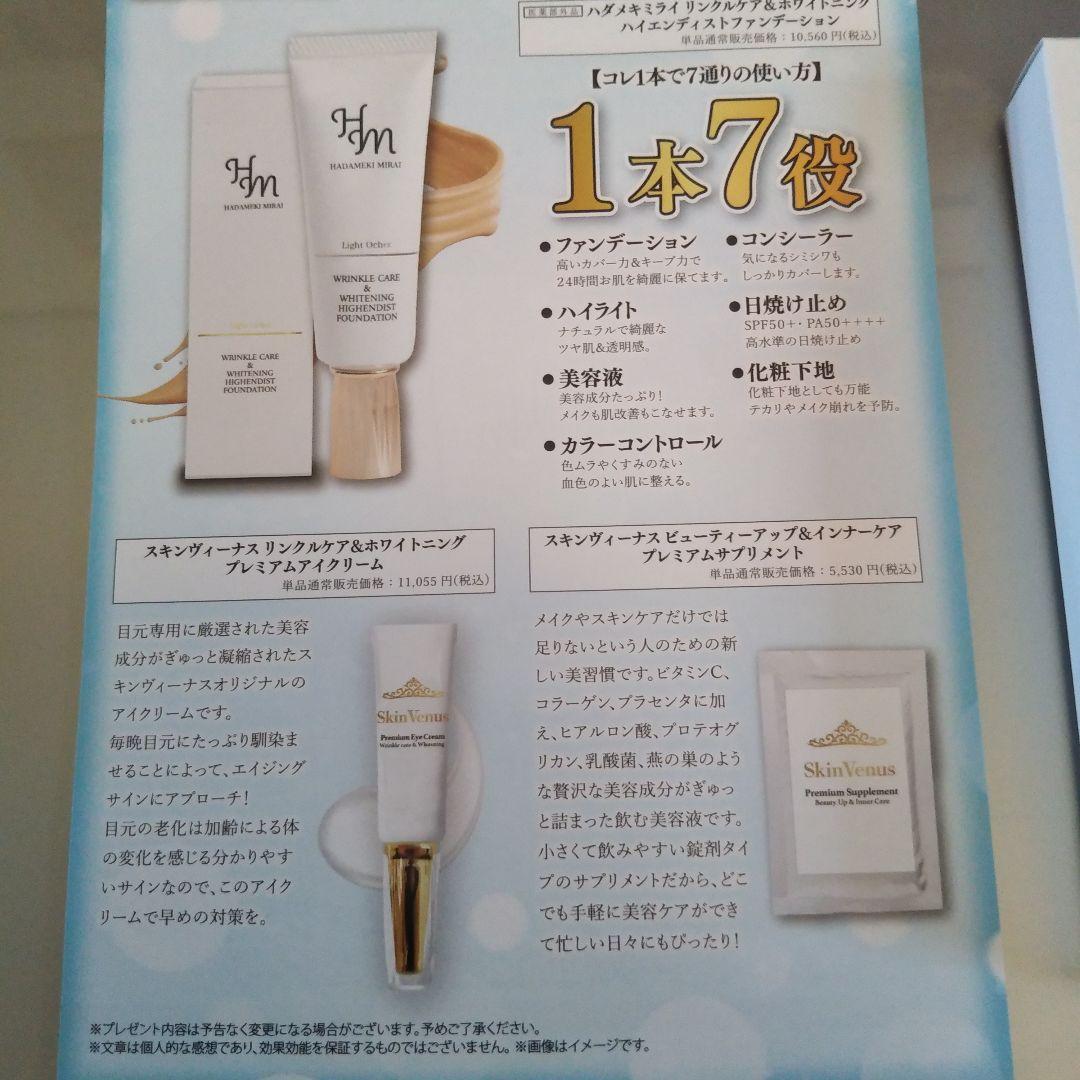 医薬部外品 ハダメキミライ リンクルケア&ホワイトニング
ハイエンディストファンデーション
単品通常販売価格：10,560円(税込)
【コレ1本で7通りの使い方】
1本7役
●ファンデーション
高いカバー力&キープ力で
24時間お肌を綺麗に保てます。
●コンシーラー
気になるシミシワも
しっかりカバーします。
●ハイライト
ナチュラルで綺麗な
ツヤ肌&透明感。
●日焼け止め
SPF50+・PA50++++
高水準の日焼け止め
●美容液
美容成分たっぷり!
メイクも肌改善もこなせます。
●化粧下地
化粧下地としても万能
テカリやメイク崩れを予防。
●カラーコントロール
色ムラやくすみのない
血色のよい肌に整える。
HM
HADAMEKI MIRAI
Light Ocher
WRINKLE CARE
&
WHITENING
HIGHENDIST
FOUNDATION
HM
HADAMEKI MIRAI
Light Ocher
WRINKLE CARE
&
WHITENING
HIGHENDIST
FOUNDATION
スキンヴィーナス リンクルケア&ホワイトニング
プレミアムアイクリーム
単品通常販売価格：11,055円(税込)
目元専用に厳選された美容
成分がぎゅっと凝縮されたス
キンヴィーナスオリジナルの
アイクリームです。
毎晩目元にたっぷり馴染ま
せることによって、エイジング
サインにアプローチ!
目元の老化は加齢による体
の変化を感じる分かりやす
いサインなので、このアイク
リームで早めの対策を。
SkinVenus
Premium Eye Cream
Wrinkle care & Whitening
スキンヴィーナス ビューティーアップ&インナーケア
プレミアムサプリメント
単品通常販売価格：5,530円(税込)
メイクやスキンケアだけでは
足りないという人のための新
しい美習慣です。ビタミンC、
コラーゲン、プラセンタに加
え、ヒアルロン酸、プロテオグ
リカン、乳酸菌、燕の巣のよう
な贅沢な美容成分がぎゅっ
と詰まった飲む美容液です。
小さくて飲みやすい錠剤タイ
プのサプリメントだから、どこ
でも手軽に美容ケアができ
て忙しい日々にもぴったり!
SkinVenus
Premium Supplement
Beauty Up & Inner Care
※プレゼント内容は予告なく変更になる場合がございます。予めご了承ください。
※文章は個人的な感想であり、効果効能を保証するものではございません。※画像はイメージです。